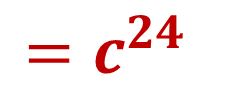 = c²⁴